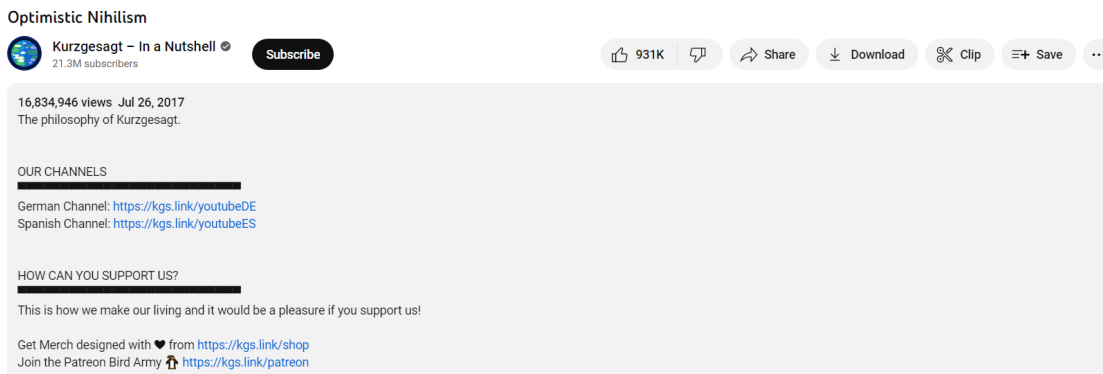 Optimistic Nihilism
Kurzgesagt – In a Nutshell
21.3M subscribers
Subscribe
931K
Share
Download
Clip
Save
16,834,946 views Jul 26, 2017
The philosophy of Kurzgesagt.
OUR CHANNELS
German Channel: https://kgs.link/youtubeDE
Spanish Channel: https://kgs.link/youtubeES
HOW CAN YOU SUPPORT US?
This is how we make our living and it would be a pleasure if you support us!
Get Merch designed with ❤ from https://kgs.link/shop
Join the Patreon Bird Army 🐧 https://kgs.link/patreon